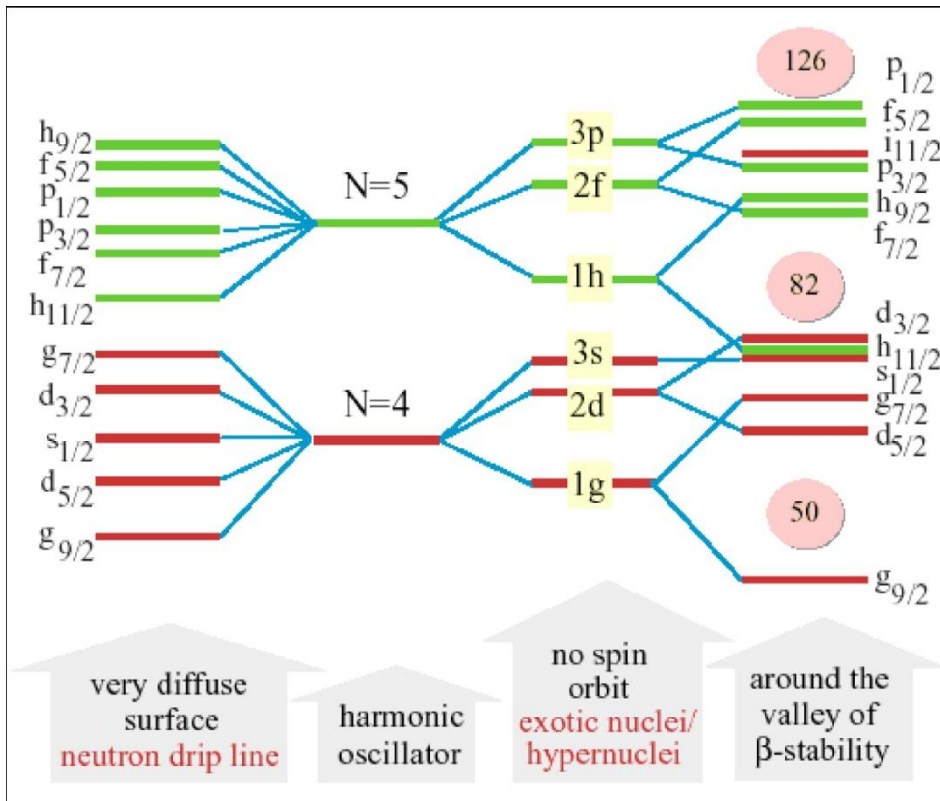 126
p1/2
h9/2
f5/2
p1/2
p3/2
f7/2
h11/2
N=5
3p
2f
1h
f5/2
i11/2
p3/2
h9/2
f7/2
82
g7/2
d3/2
s1/2
d5/2
g9/2
N=4
3s
2d
1g
d3/2
h11/2
s1/2
g7/2
d5/2
50
g9/2
very diffuse
surface
neutron drip line
harmonic
oscillator
no spin
orbit
exotic nuclei/
hypernuclei
around the
valley of
β-stability